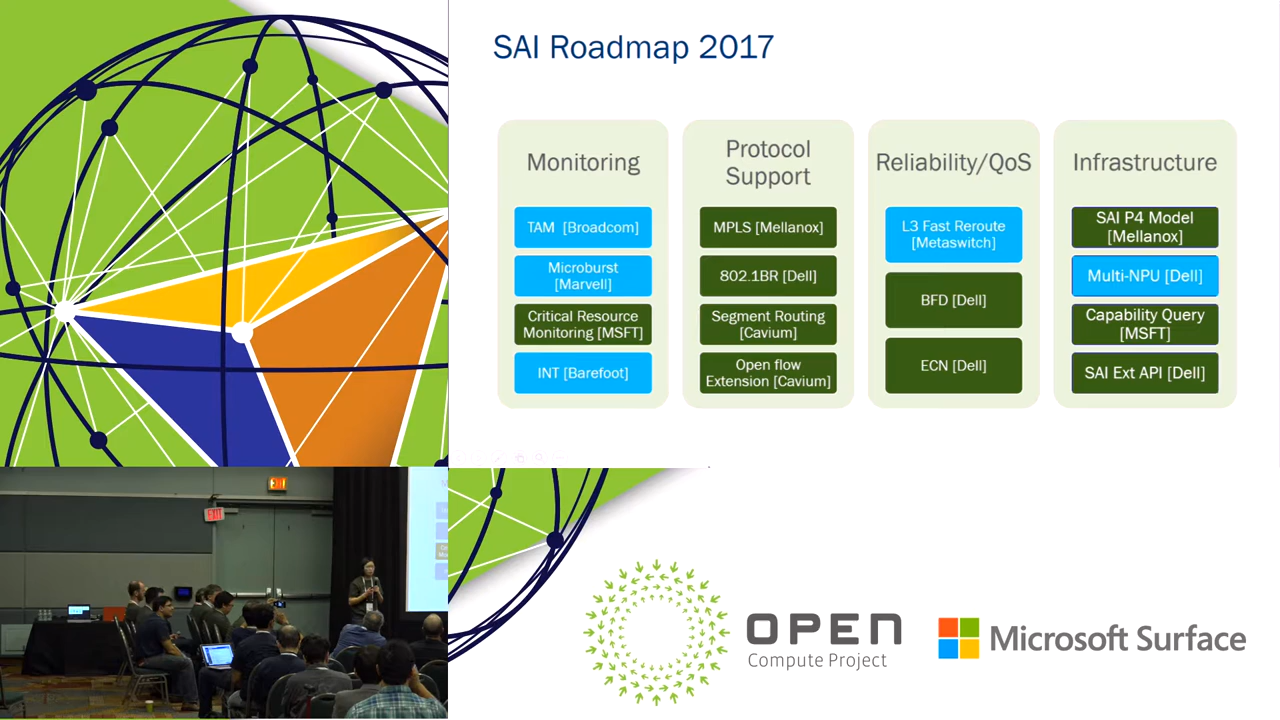 SAI Roadmap 2017
Monitoring
TAM [Broadcom]
Microburst
[Marvell]
Critical Resource
Monitoring [MSFT]
INT [Barefoot]
Protocol
Support
MPLS [Mellanox]
802.1BR [Dell]
Segment Routing
[Cavium]
Open flow
Extension [Cavium]
Reliability/QoS
L3 Fast Reroute
[Metaswitch]
BFD [Dell]
ECN [Dell]
Infrastructure
SAI P4 Model
[Mellanox]
Multi-NPU [Dell]
Capability Query
[MSFT]
SAI Ext API [Dell]
EXIT
OPEN
Compute Project
Microsoft Surface